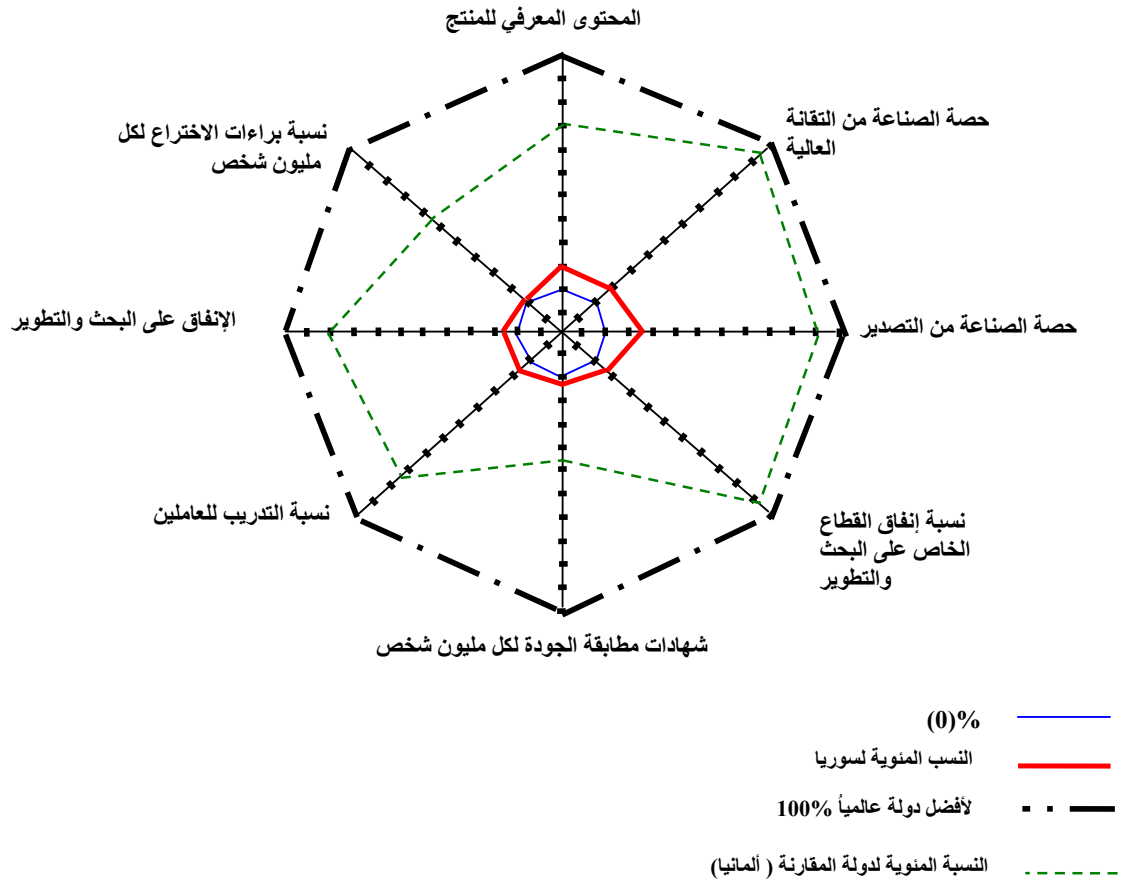 المحتوى المعرفي للمنتج
حصة الصناعة من التقانة
العالية
نسبة براءات الاختراع لكل
مليون شخص
حصة الصناعة من التصدير
الإنفاق على البحث والتطوير
نسبة إنفاق القطاع
الخاص على البحث
والتطوير
نسبة التدريب للعاملين
شهادات مطابقة الجودة لكل مليون شخص
%(0)
النسب المئوية لسوريا
لأفضل دولة عالمياً 100%
النسبة المئوية لدولة المقارنة ( ألمانيا)